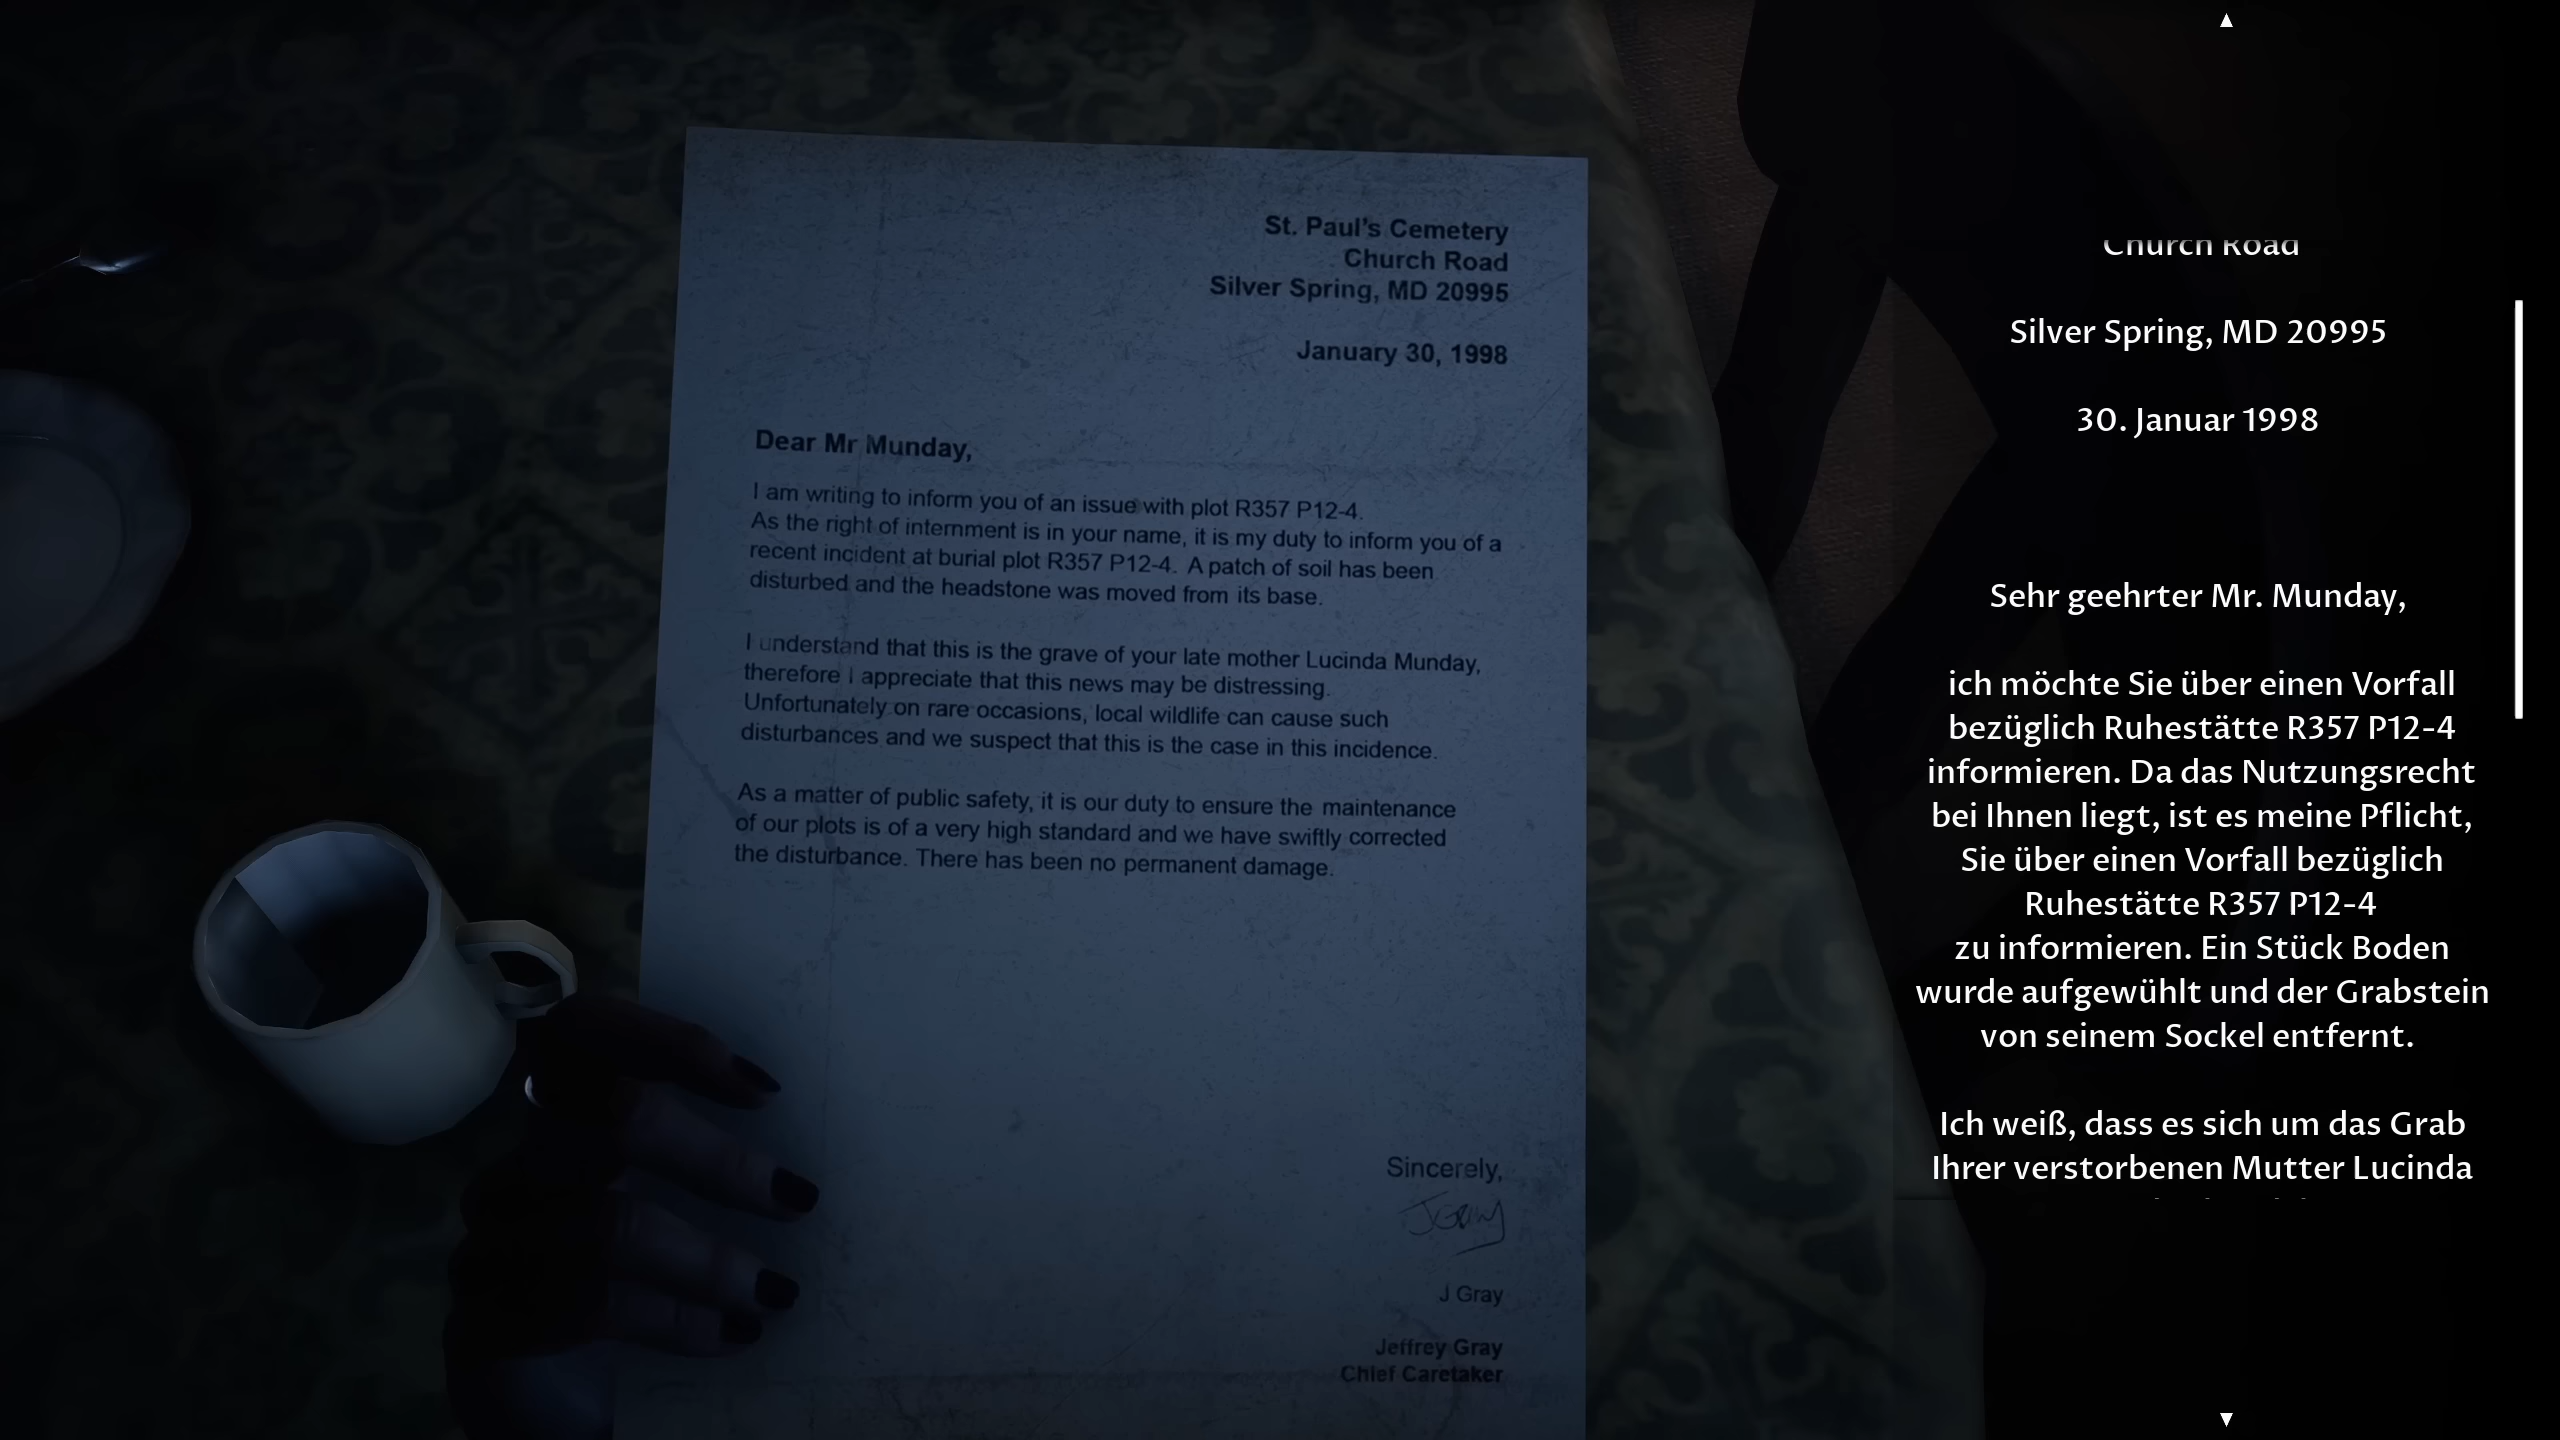 St. Paul's Cemetery
Church Road
Silver Spring, MD 20995
January 30, 1998
Dear Mr Munday,
I am writing to inform you of an issue with plot R357 P12-4.
As the right of internment is in your name, it is my duty to inform you of a
recent incident at burial plot R357 P12-4. A patch of soil has been
disturbed and the headstone was moved from its base.
I understand that this is the grave of your late mother Lucinda Munday,
therefore I appreciate that this news may be distressing.
Unfortunately on rare occasions, local wildlife can cause such
disturbances and we suspect that this is the case in this incidence.
As a matter of public safety, it is our duty to ensure the maintenance
of our plots is of a very high standard and we have swiftly corrected
the disturbance. There has been no permanent damage.
Sincerely,
JGray
J Gray
Jeffrey Gray
Chief Caretaker
Church Road
Silver Spring, MD 20995
30. Januar 1998
Sehr geehrter Mr. Munday,
ich möchte Sie über einen Vorfall
bezüglich Ruhestätte R357 P12-4
informieren. Da das Nutzungsrecht
bei Ihnen liegt, ist es meine Pflicht,
Sie über einen Vorfall bezüglich
Ruhestätte R357 P12-4
zu informieren. Ein Stück Boden
wurde aufgewühlt und der Grabstein
von seinem Sockel entfernt.
Ich weiß, dass es sich um das Grab
Ihrer verstorbenen Mutter Lucinda